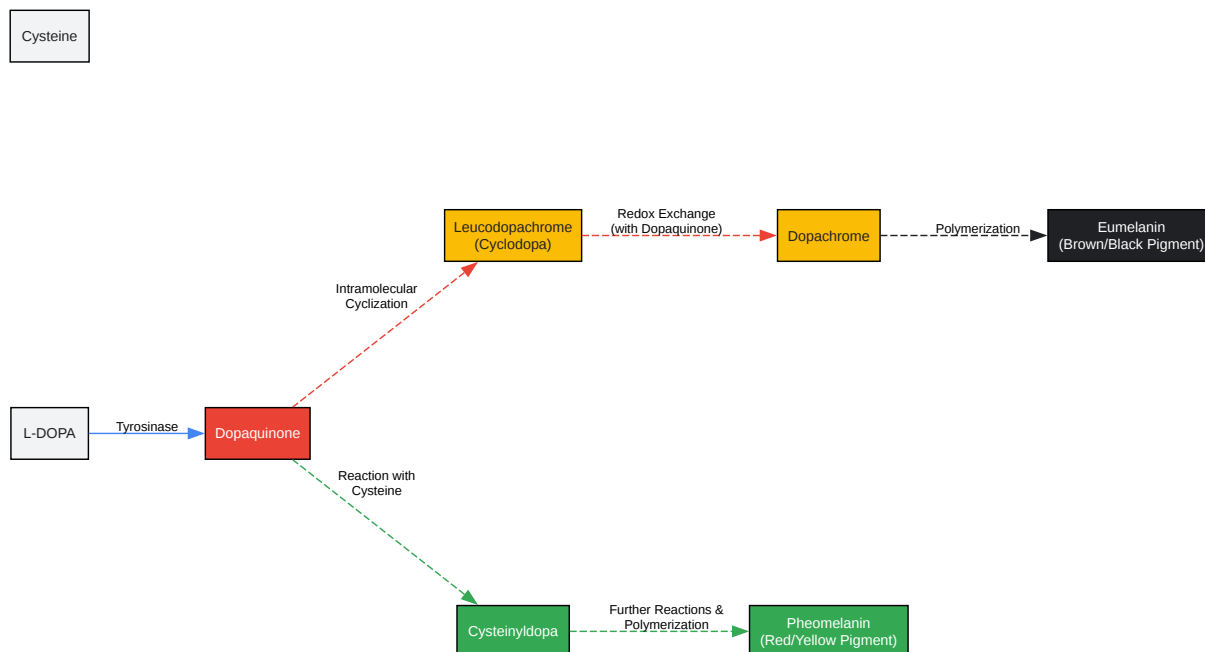 Cysteine
Leucodopachrome
(Cyclodopa)
Redox Exchange
(with Dopaquinone)
Dopachrome
Polymerization
Eumelanin
(Brown/Black Pigment)
Intramolecular
Cyclization
L-DOPA
Tyrosinase
Dopaquinone
Reaction with
Cysteine
Cysteinyldopa
Further Reactions &
Polymerization
Pheomelanin
(Red/Yellow Pigment)